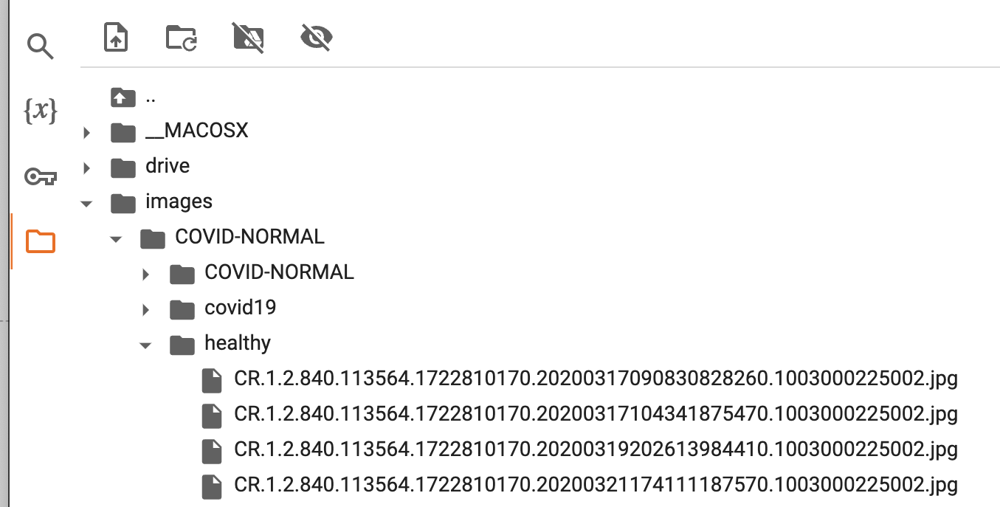 ..
__MACOSX
{x}
drive
images
COVID-NORMAL
COVID-NORMAL
covid19
healthy
CR.1.2.840.113564.1722810170.20200317090830828260.1003000225002.jpg
CR.1.2.840.113564.1722810170.20200317104341875470.1003000225002.jpg
CR.1.2.840.113564.1722810170.20200319202613984410.1003000225002.jpg
CR.1.2.840.113564.1722810170.20200321174111187570.1003000225002.jpg